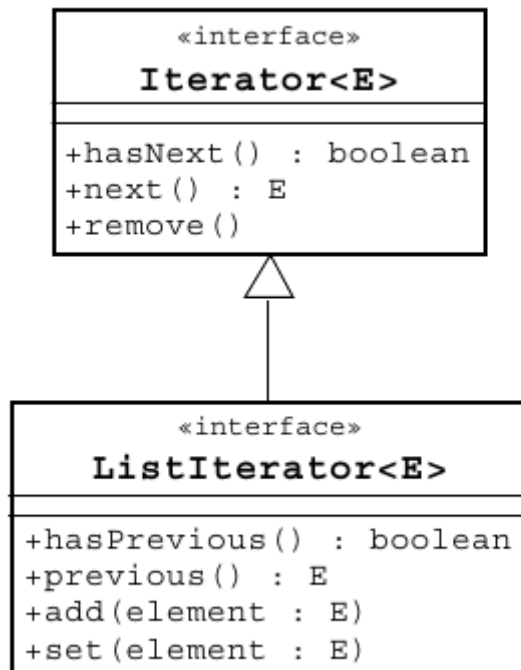 «interface»
Iterator<E>
+hasNext() : boolean
+next() : E
+remove()
«interface»
ListIterator<E>
+hasPrevious() : boolean
+previous() : E
+add(element : E)
+set(element : E)